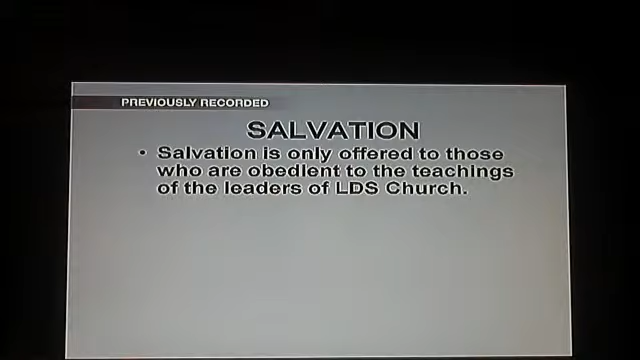 PREVIOUSLY RECORDED
SALVATION
• Salvation is only offered to those
who are obedient to the teachings
of the leaders of LDS Church.